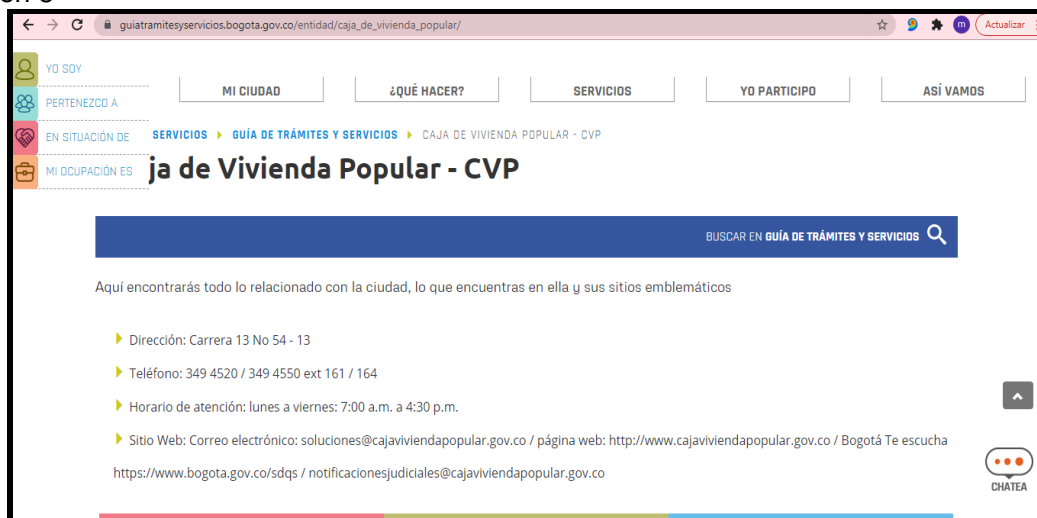 guiatramitesyservicios.bogota.gov.co/entidad/caja_de_vivienda_popular/
m
Actualizar
YO SOY
PERTENEZCO A
EN SITUACIÓN DE
MI OCUPACIÓN ES
MI CIUDAD
¿QUÉ HACER?
SERVICIOS
YO PARTICIPO
ASÍ VAMOS
SERVICIOS GUÍA DE TRÁMITES Y SERVICIOS CAJA DE VIVIENDA POPULAR - CVP
ja de Vivienda Popular - CVP
BUSCAR EN GUÍA DE TRÁMITES Y SERVICIOS
Aquí encontrarás todo lo relacionado con la ciudad, lo que encuentras en ella y sus sitios emblemáticos
Dirección: Carrera 13 No 54 - 13
Teléfono: 349 4520 / 349 4550 ext 161 / 164
Horario de atención: lunes a viernes: 7:00 a.m. a 4:30 p.m.
Sitio Web: Correo electrónico: soluciones@cajaviviendapopular.gov.co / página web: http://www.cajaviviendapopular.gov.co / Bogotá Te escucha
https://www.bogota.gov.co/sdqs / notificacionesjudiciales@cajaviviendapopular.gov.co
CHATEA